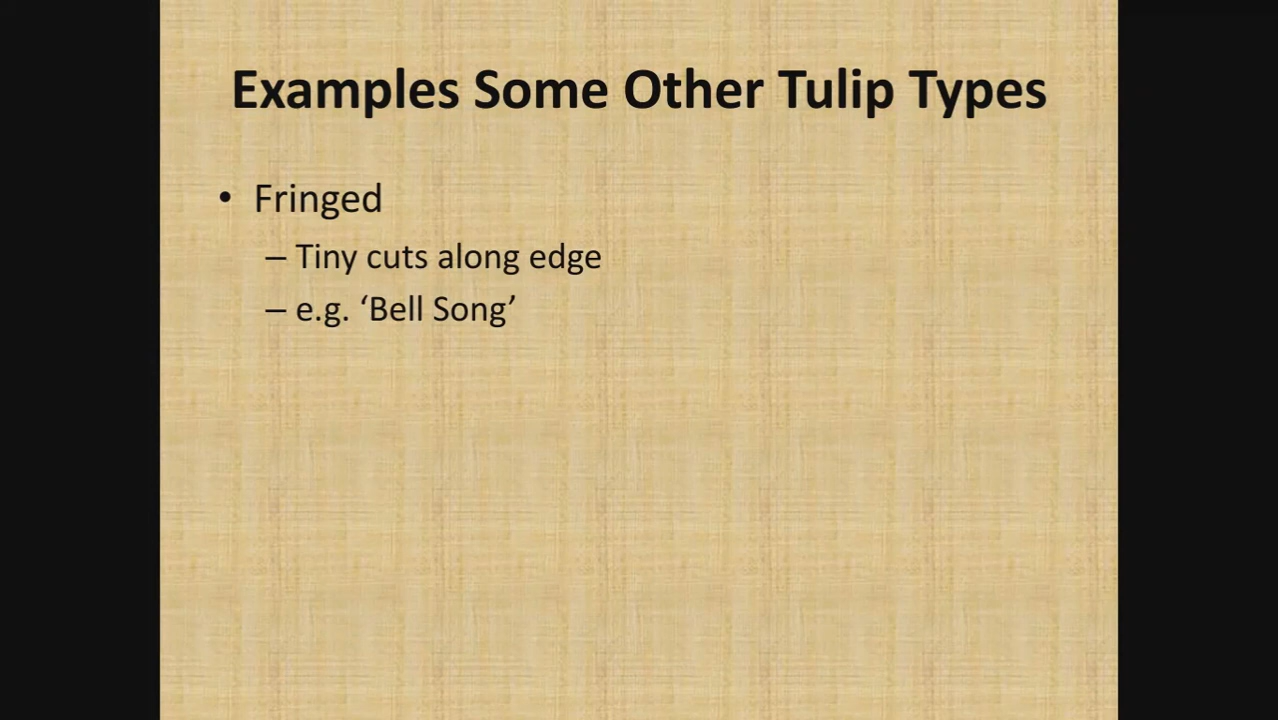 Examples Some Other Tulip Types
• Fringed
– Tiny cuts along edge
– e.g. ‘Bell Song’